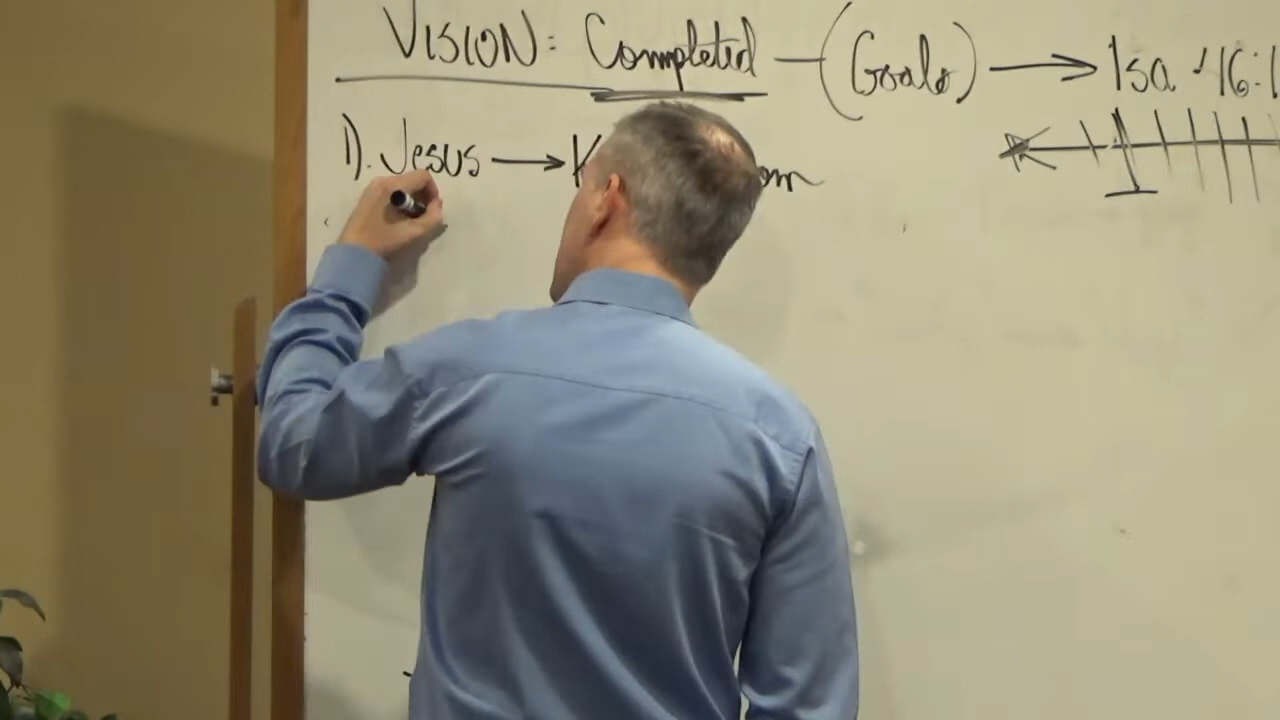 VISION: Completed — (Goals) → Isa 46:1
1). Jesus →